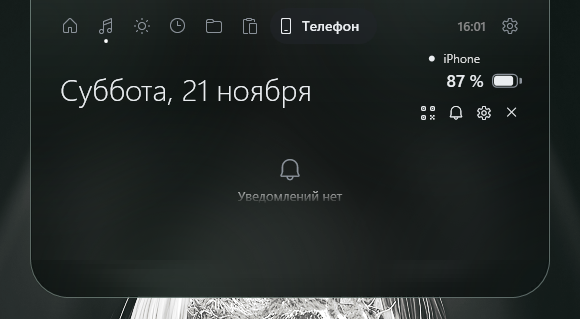 Телефон 16:01
iPhone
87 %
Суббота, 21 ноября
Уведомлений нет